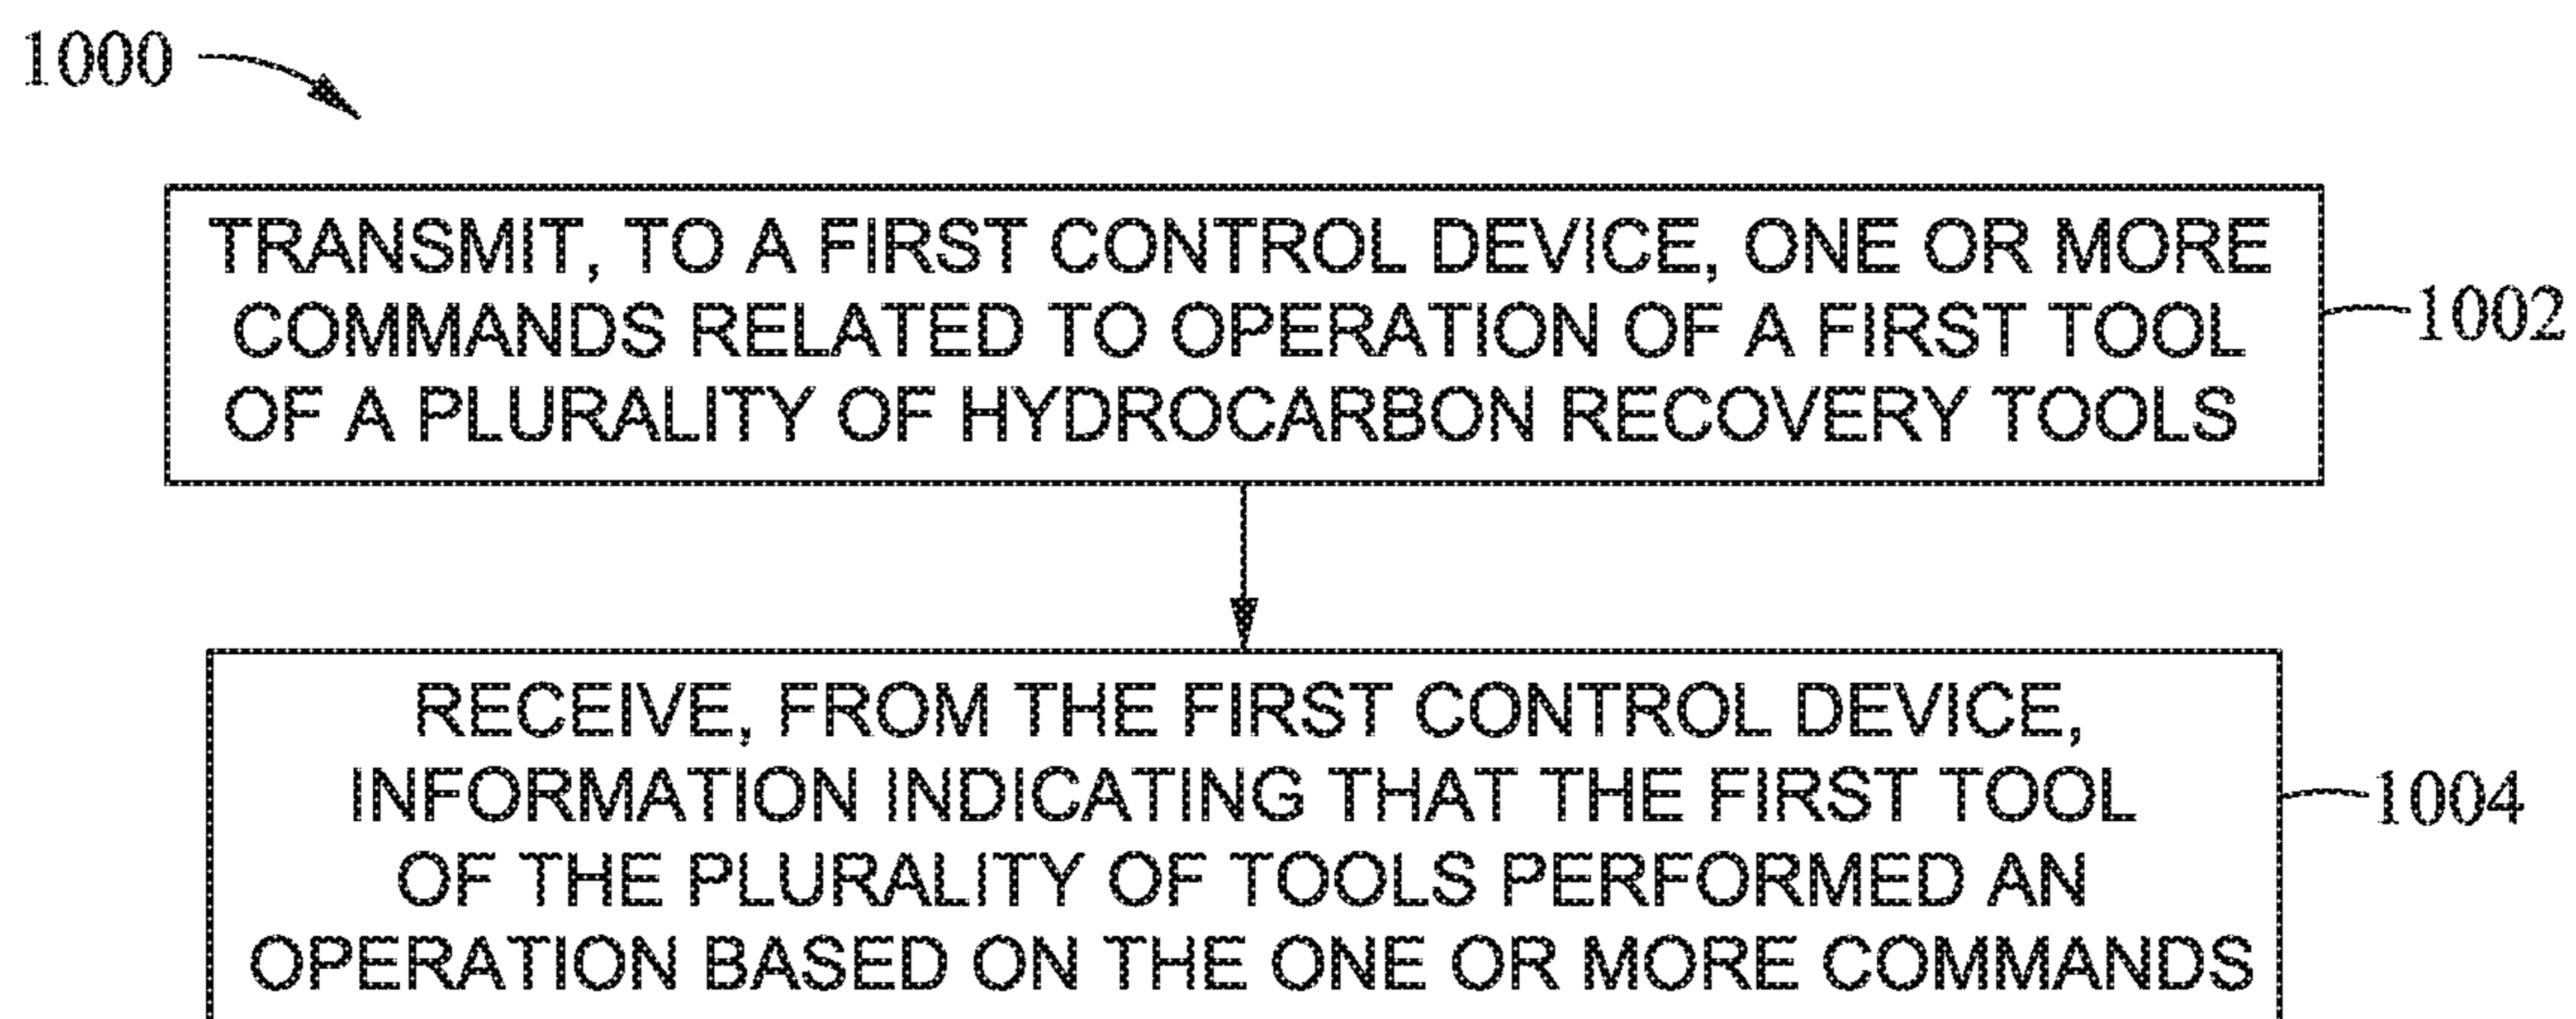 1000
TRANSMIT, TO A FIRST CONTROL DEVICE, ONE OR MORE
COMMANDS RELATED TO OPERATION OF A FIRST TOOL
OF A PLURALITY OF HYDROCARBON RECOVERY TOOLS
1002
RECEIVE, FROM THE FIRST CONTROL DEVICE,
INFORMATION INDICATING THAT THE FIRST TOOL
OF THE PLURALITY OF TOOLS PERFORMED AN
OPERATION BASED ON THE ONE OR MORE COMMANDS
1004